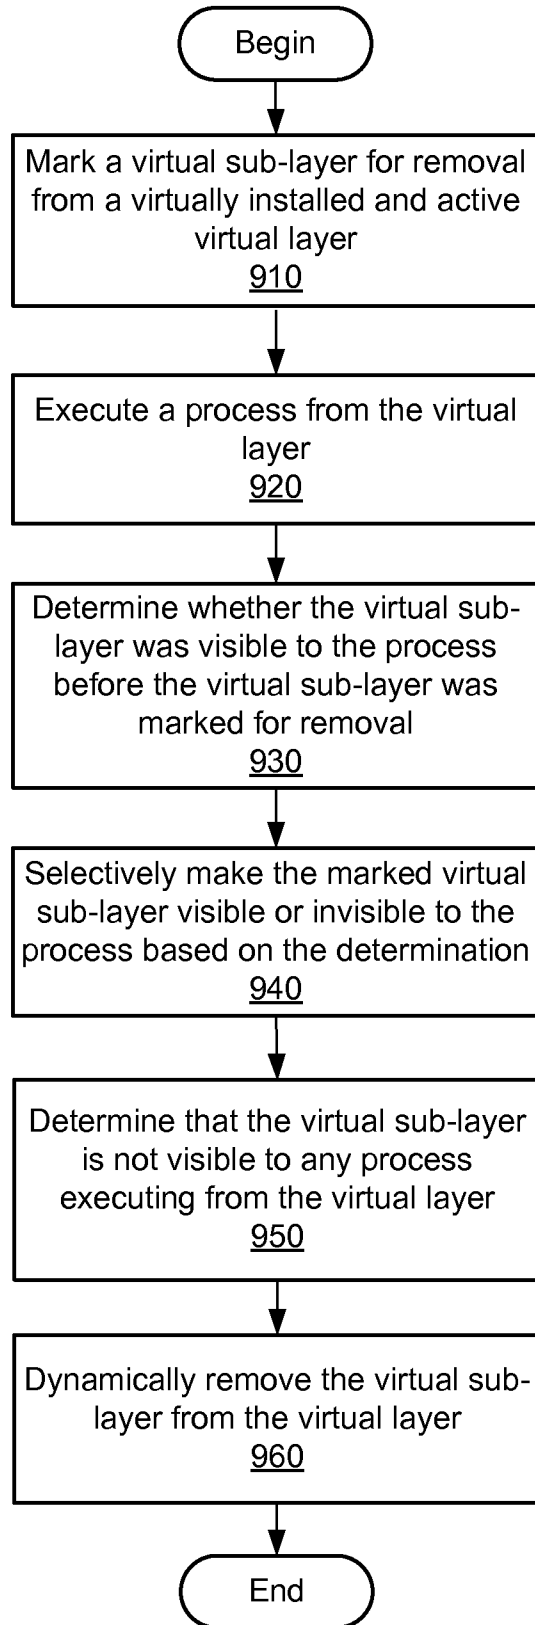 Begin
Mark a virtual sub-layer for removal
from a virtually installed and active
virtual layer
910
Execute a process from the virtual
layer
920
Determine whether the virtual sub-
layer was visible to the process
before the virtual sub-layer was
marked for removal
930
Selectively make the marked virtual
sub-layer visible or invisible to the
process based on the determination
940
Determine that the virtual sub-layer
is not visible to any process
executing from the virtual layer
950
Dynamically remove the virtual sub-
layer from the virtual layer
960
End